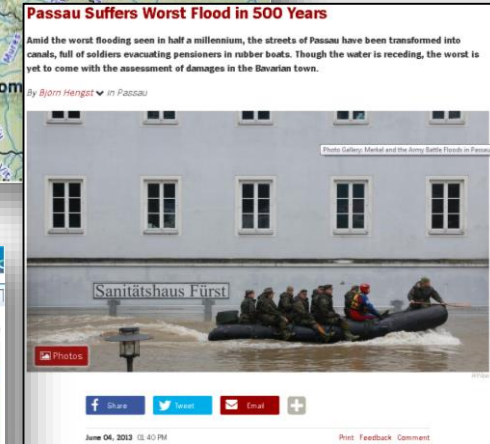 Passau Suffers Worst Flood in 500 Years
Amid the worst flooding seen in half a millennium, the streets of Passau have been transformed into
canals, full of soldiers evacuating pensioners in rubber boats. Though the water is receding, the worst is
yet to come with the assessment of damages in the Bavarian town.
By Björn Hengst in Passau
Photo Gallery: Merkel and the Army Battle Floods in Passau
Sanitätshaus Fürst
Photos
Share
Tweet
Email
June 04, 2013 01:40 PM
Print Feedback Comment